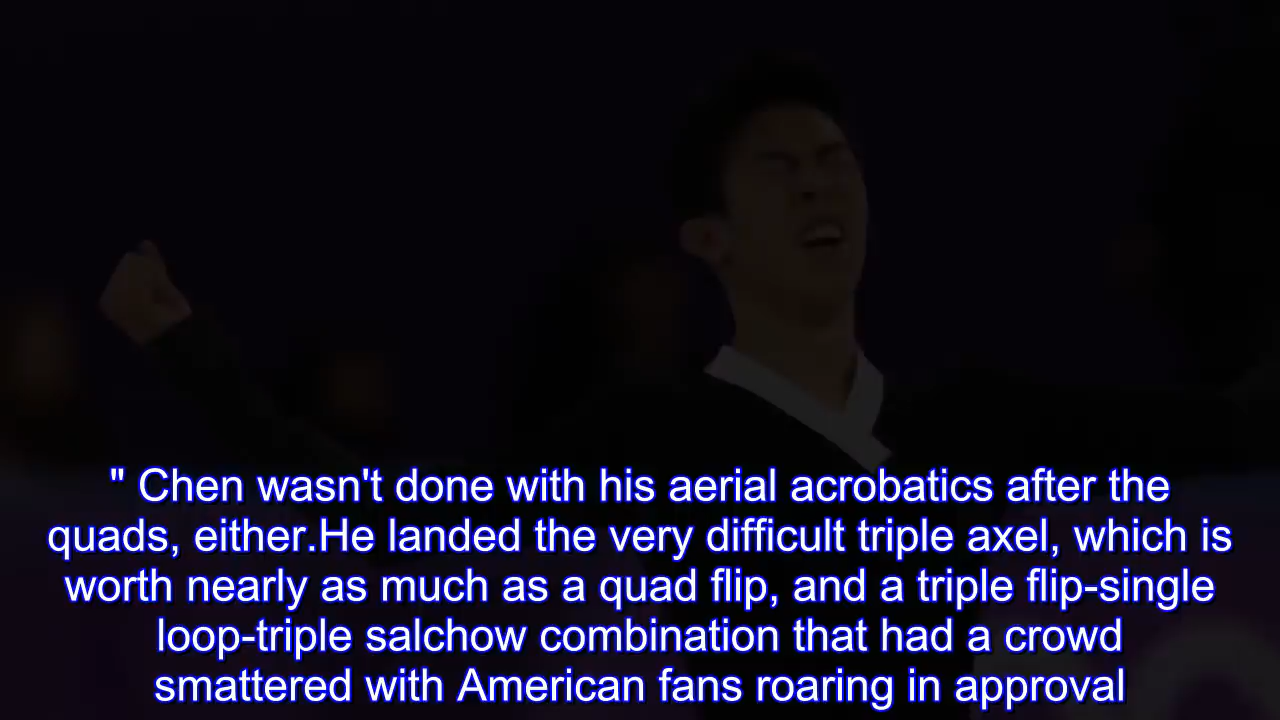 " Chen wasn't done with his aerial acrobatics after the
quads, either.He landed the very difficult triple axel, which is
worth nearly as much as a quad flip, and a triple flip-single
loop-triple salchow combination that had a crowd
smattered with American fans roaring in approval